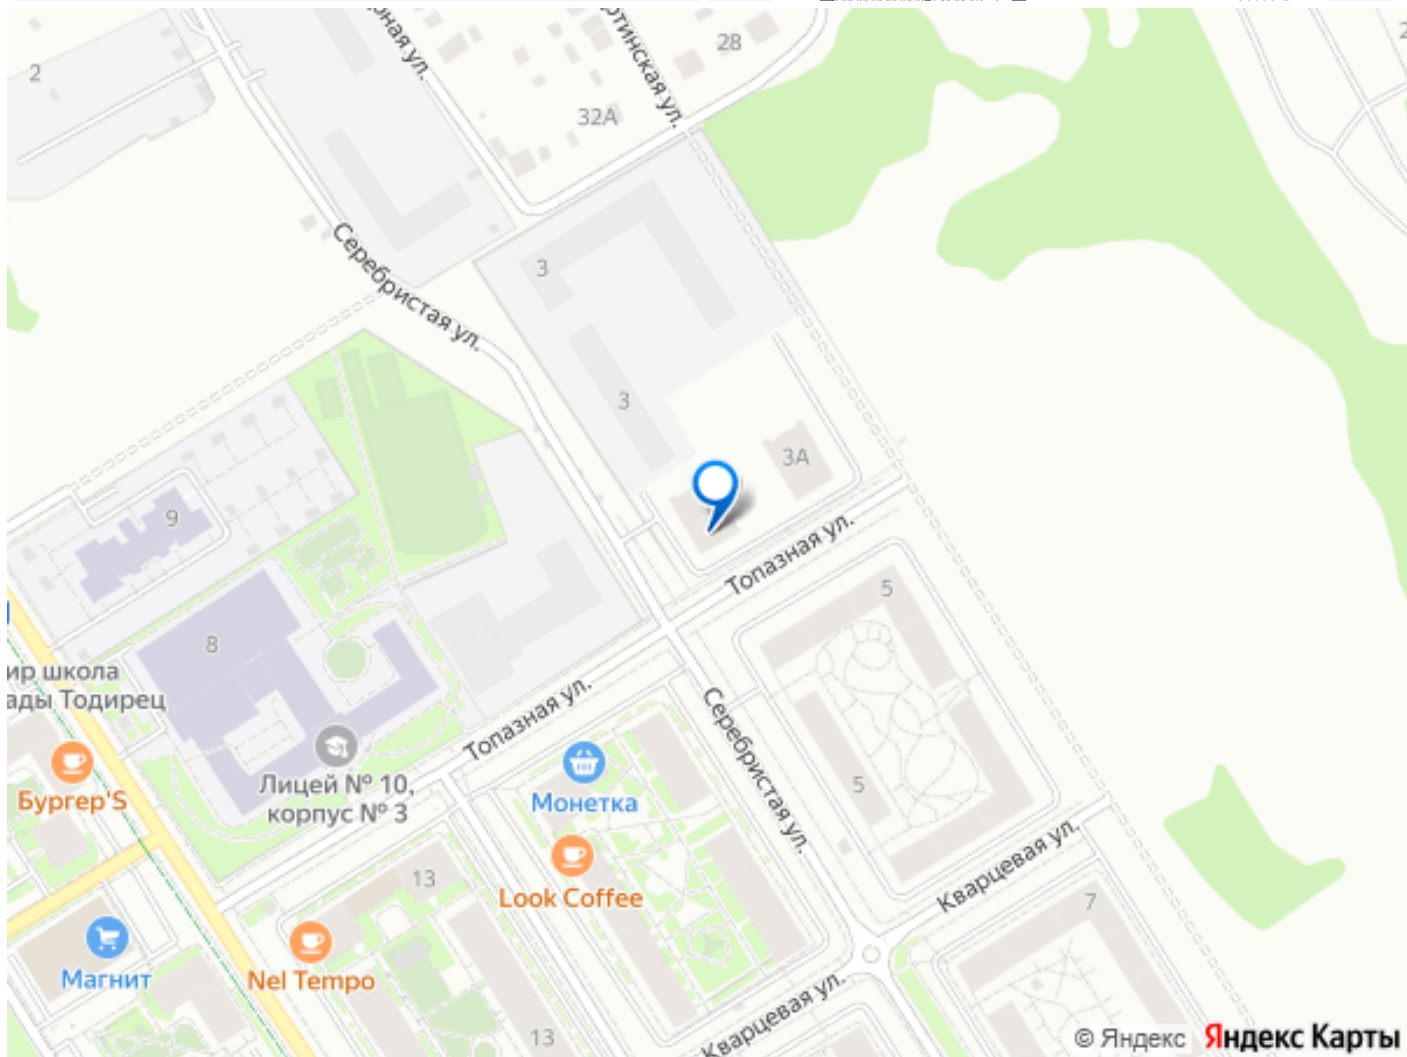 28
2
32А
Серебристая ул.
3
3
3А
9
Топазная ул.
5
8
ир школа
ады Тодирец
Серебристая ул.
Топазная ул.
Бургер'S
Лицей № 10,
корпус № 3
Монетка
5
Look Coffee
13
Кварцевая ул.
7
Магнит
Nel Tempo
Кварцевая ул.
13
© Яндекс Яндекс Карты